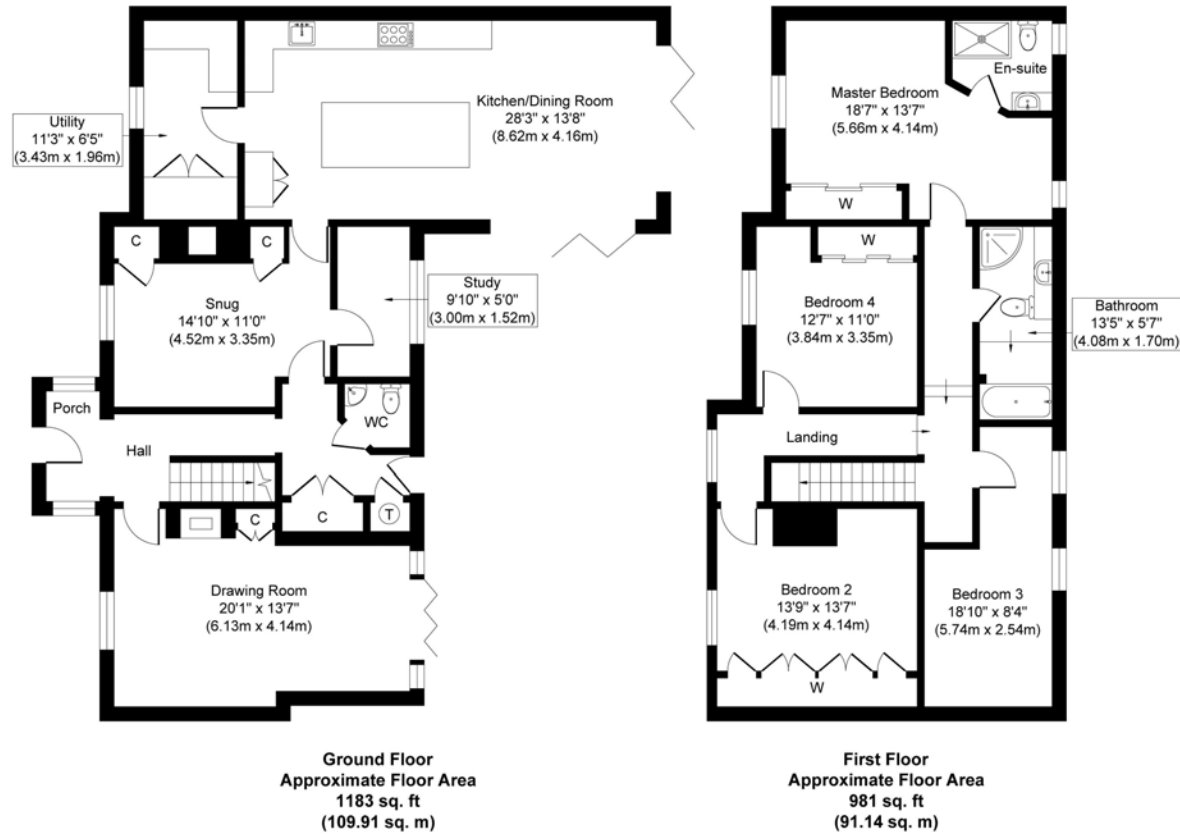 Utility
11'3" x 6'5"
(3.43m x 1.96m)
Kitchen/Dining Room
28'3" x 13'8"
(8.62m x 4.16m)
C
C
Snug
14'10" x 11'0"
(4.52m x 3.35m)
Study
9'10" x 5'0"
(3.00m x 1.52m)
Porch
Hall
WC
C
C
T
Drawing Room
20'1" x 13'7"
(6.13m x 4.14m)
Ground Floor
Approximate Floor Area
1183 sq. ft
(109.91 sq. m)
En-suite
Master Bedroom
18'7" x 13'7"
(5.66m x 4.14m)
W
W
Bedroom 4
12'7" x 11'0"
(3.84m x 3.35m)
Bathroom
13'5" x 5'7"
(4.08m x 1.70m)
Landing
Bedroom 2
13'9" x 13'7"
(4.19m x 4.14m)
W
Bedroom 3
18'10" x 8'4"
(5.74m x 2.54m)
First Floor
Approximate Floor Area
981 sq. ft
(91.14 sq. m)